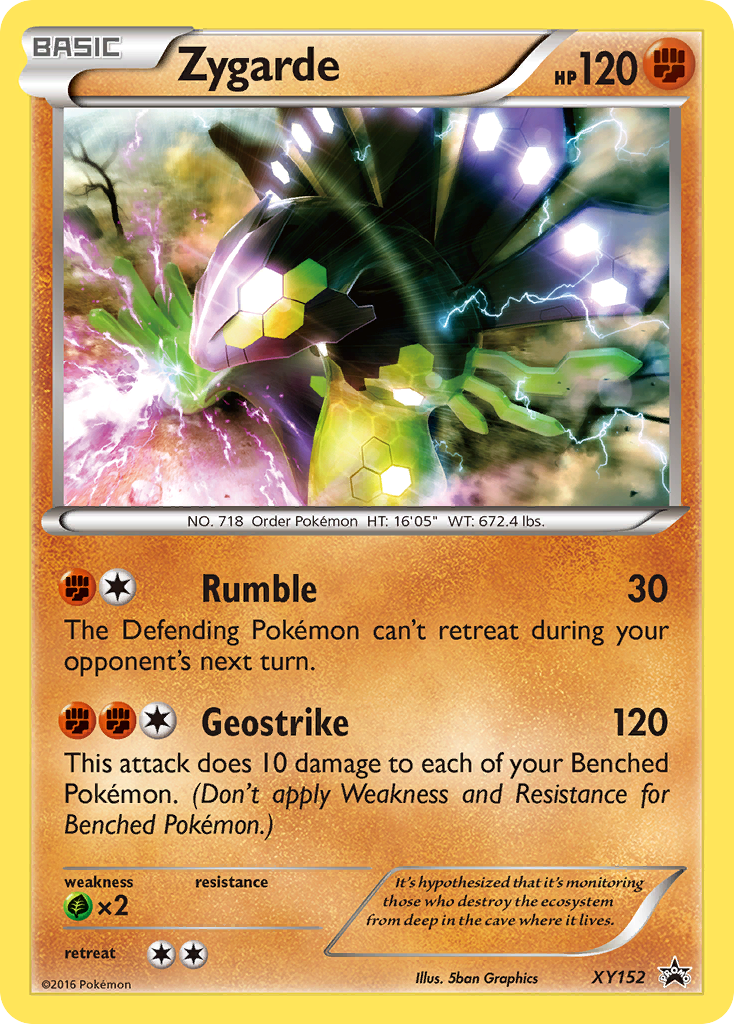 BASIC
Zygarde
HP120
NO. 718 Order Pokémon HT: 16'05" WT: 672.4 lbs.
Rumble 30
The Defending Pokémon can't retreat during your
opponent's next turn.
Geostrike 120
This attack does 10 damage to each of your Benched
Pokémon. (Don't apply Weakness and Resistance for
Benched Pokémon.)
weakness resistance
×2
It's hypothesized that it's monitoring
those who destroy the ecosystem
from deep in the cave where it lives.
retreat
©2016 Pokémon
Illus. 5ban Graphics
XY152
PROMO